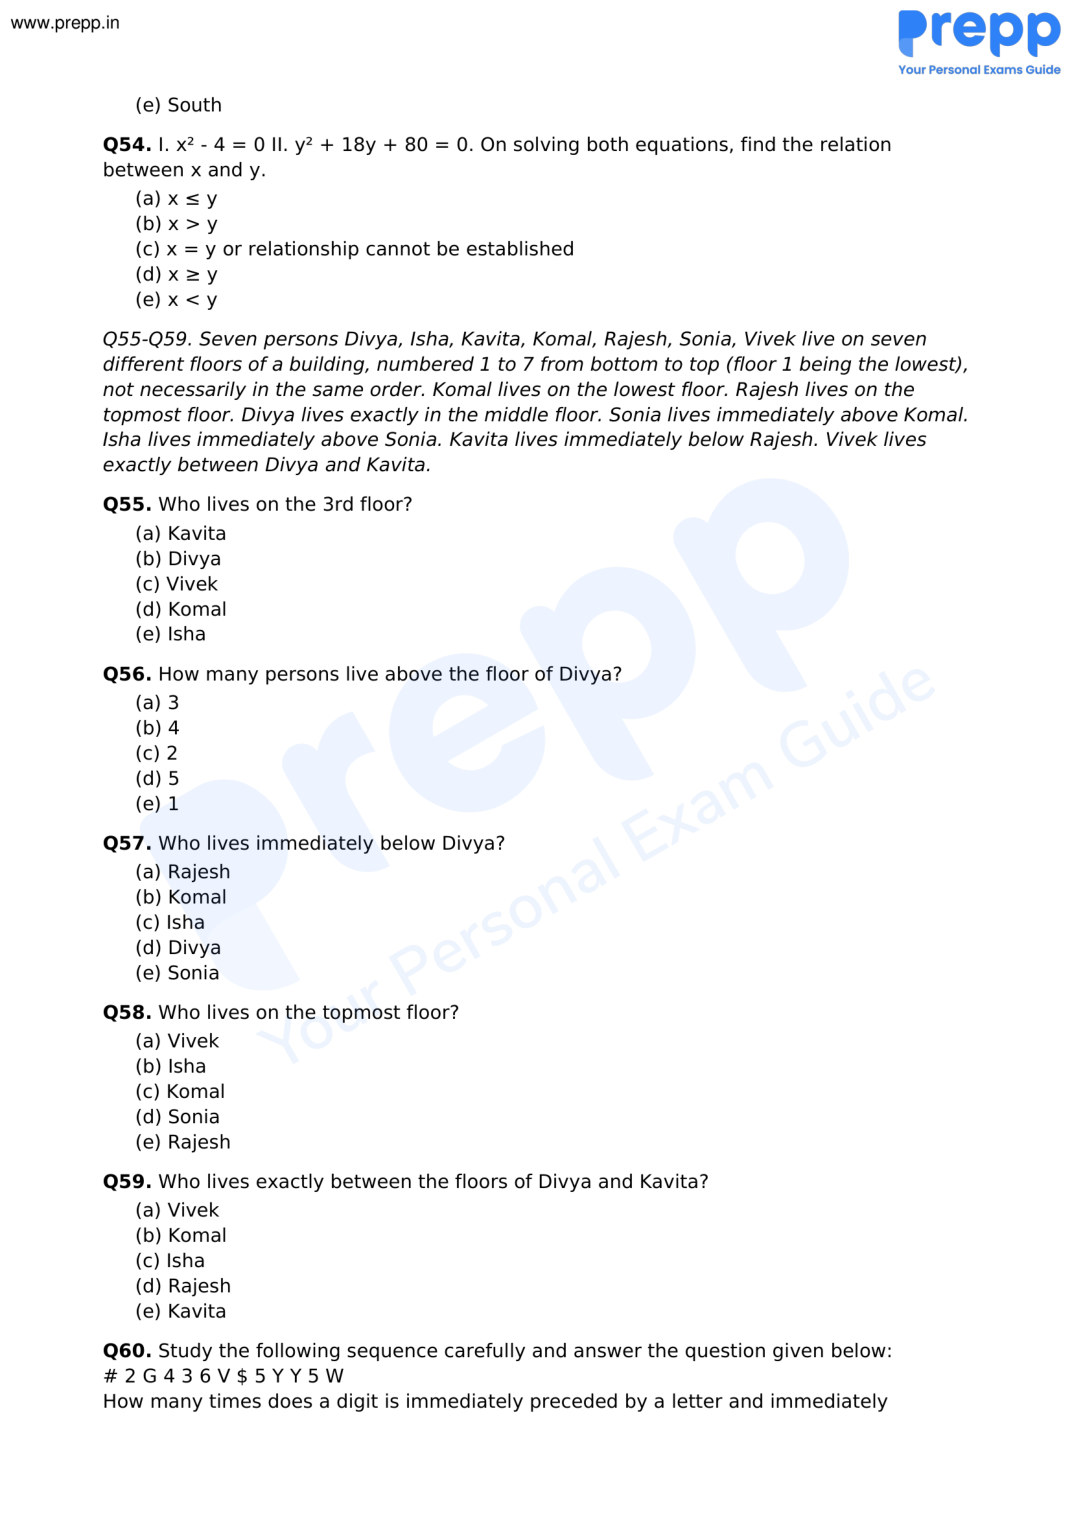 www.prepp.in
Prepp
Your Personal Exams Guide
(e) South
Q54. I. x² - 4 = 0 II. y² + 18y + 80 = 0. On solving both equations, find the relation
between x and y.
(a) x ≤ y
(b) x > y
(c) x = y or relationship cannot be established
(d) x ≥ y
(e) x < y
Q55-Q59. Seven persons Divya, Isha, Kavita, Komal, Rajesh, Sonia, Vivek live on seven
different floors of a building, numbered 1 to 7 from bottom to top (floor 1 being the lowest),
not necessarily in the same order. Komal lives on the lowest floor. Rajesh lives on the
topmost floor. Divya lives exactly in the middle floor. Sonia lives immediately above Komal.
Isha lives immediately above Sonia. Kavita lives immediately below Rajesh. Vivek lives
exactly between Divya and Kavita.
Q55. Who lives on the 3rd floor?
(a) Kavita
(b) Divya
(c) Vivek
(d) Komal
(e) Isha
Q56. How many persons live above the floor of Divya?
(a) 3
(b) 4
(c) 2
(d) 5
(e) 1
Q57. Who lives immediately below Divya?
(a) Rajesh
(b) Komal
(c) Isha
(d) Divya
(e) Sonia
Q58. Who lives on the topmost floor?
(a) Vivek
(b) Isha
(c) Komal
(d) Sonia
(e) Rajesh
Q59. Who lives exactly between the floors of Divya and Kavita?
(a) Vivek
(b) Komal
(c) Isha
(d) Rajesh
(e) Kavita
Q60. Study the following sequence carefully and answer the question given below:
# 2 G 4 3 6 V $ 5 Y Y 5 W
How many times does a digit is immediately preceded by a letter and immediately
prepp
Your Personal Exam Guide